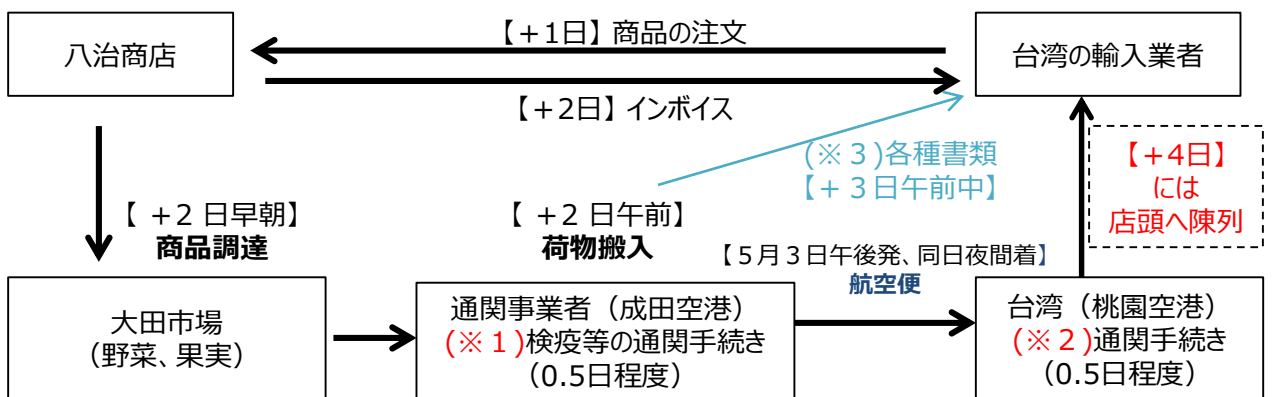 八治商店
【+1日】 商品の注文
台湾の輸入業者
【+2日】 インボイス
(※３)各種書類
【+３日午前中】
【+4日】
には
店頭へ陳列
【 +2 日早朝】
商品調達
【 +2 日午前】
荷物搬入
【５月３日午後発、同日夜間着】
航空便
大田市場
（野菜、果実）
通関事業者（成田空港）
(※１)検疫等の通関手続き
（0.5日程度）
台湾（桃園空港）
(※２)通関手続き
（0.5日程度）